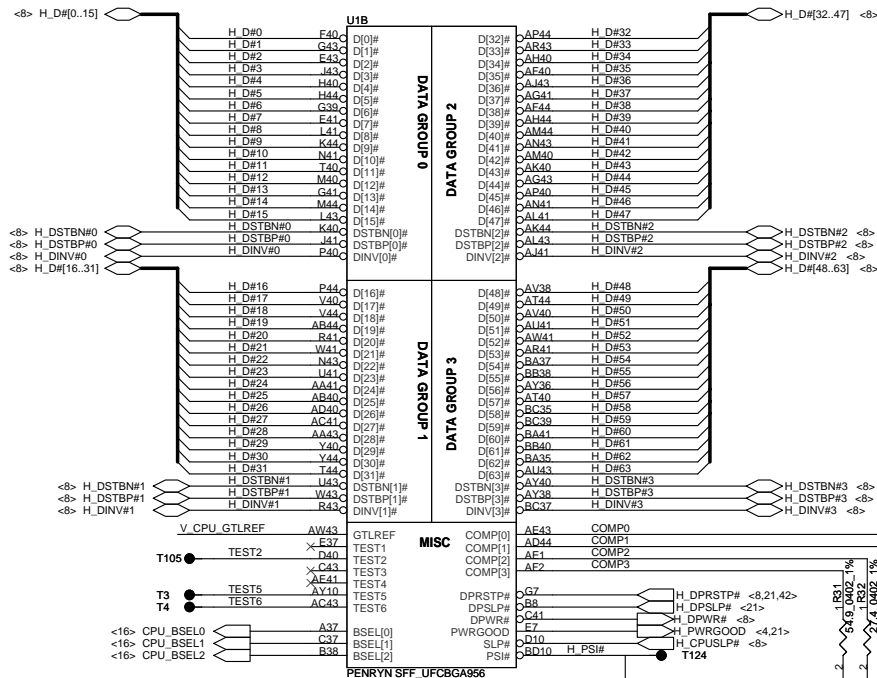 U1B
<8> H_D#[0..15] H_D#[32..47] <8>
H_D#0 F40 D[0]# D[32]# AP44 H_D#32
H_D#1 G43 D[1]# D[33]# AR43 H_D#33
H_D#2 E43 D[2]# D[34]# AH40 H_D#34
H_D#3 J43 D[3]# D[35]# AF40 H_D#35
H_D#4 H40 D[4]# D[36]# AJ43 H_D#36
H_D#5 H44 D[5]# D[37]# AG41 H_D#37
H_D#6 G39 D[6]# D[38]# AF44 H_D#38
H_D#7 E41 D[7]# D[39]# AH44 H_D#39
H_D#8 L41 D[8]# D[40]# AM44 H_D#40
H_D#9 K44 D[9]# D[41]# AN43 H_D#41
H_D#10 N41 D[10]# D[42]# AM40 H_D#42
H_D#11 T40 D[11]# D[43]# AK40 H_D#43
H_D#12 M40 D[12]# D[44]# AG43 H_D#44
H_D#13 G41 D[13]# D[45]# AP40 H_D#45
H_D#14 M44 D[14]# D[46]# AN41 H_D#46
H_D#15 L43 D[15]# D[47]# AL41 H_D#47
<8> H_DSTBN#0 H_DSTBN#0 K40 DSTBN[0]# DSTBN[2]# AK44 H_DSTBN#2 H_DSTBN#2 <8>
<8> H_DSTBP#0 H_DSTBP#0 J41 DSTBP[0]# DSTBP[2]# AL43 H_DSTBP#2 H_DSTBP#2 <8>
<8> H_DINV#0 H_DINV#0 P40 DINV[0]# DINV[2]# AJ41 H_DINV#2 H_DINV#2 <8>
DATA GROUP 0
DATA GROUP 2
<8> H_D#[16..31] H_D#[48..63] <8>
H_D#16 P44 D[16]# D[48]# AV38 H_D#48
H_D#17 V40 D[17]# D[49]# AT44 H_D#49
H_D#18 V44 D[18]# D[50]# AV40 H_D#50
H_D#19 AB44 D[19]# D[51]# AU41 H_D#51
H_D#20 R41 D[20]# D[52]# AW41 H_D#52
H_D#21 W41 D[21]# D[53]# AR41 H_D#53
H_D#22 N43 D[22]# D[54]# BA37 H_D#54
H_D#23 U41 D[23]# D[55]# BB38 H_D#55
H_D#24 AA41 D[24]# D[56]# AY36 H_D#56
H_D#25 AB40 D[25]# D[57]# AT40 H_D#57
H_D#26 AD40 D[26]# D[58]# BC35 H_D#58
H_D#27 AC41 D[27]# D[59]# BC39 H_D#59
H_D#28 AA43 D[28]# D[60]# BA41 H_D#60
H_D#29 Y40 D[29]# D[61]# BB40 H_D#61
H_D#30 Y44 D[30]# D[62]# BA35 H_D#62
H_D#31 T44 D[31]# D[63]# AU43 H_D#63
<8> H_DSTBN#1 H_DSTBN#1 U43 DSTBN[1]# DSTBN[3]# AY40 H_DSTBN#3 H_DSTBN#3 <8>
<8> H_DSTBP#1 H_DSTBP#1 W43 DSTBP[1]# DSTBP[3]# AY38 H_DSTBP#3 H_DSTBP#3 <8>
<8> H_DINV#1 H_DINV#1 R43 DINV[1]# DINV[3]# BC37 H_DINV#3 H_DINV#3 <8>
DATA GROUP 1
DATA GROUP 3
MISC
V_CPU_GTLREF AW43 GTLREF COMP[0] AE43 COMP0
E37 TEST1 COMP[1] AD44 COMP1
T105 TEST2 D40 TEST2 COMP[2] AE1 COMP2
C43 TEST3 COMP[3] AF2 COMP3
AE41 TEST4
T3 TEST5 AY10 TEST5 DPRSTP# G7 H_DPRSTP# <8,21,42>
T4 TEST6 AC43 TEST6 DPSLP# B8 H_DPSLP# <21>
DPWR# C41 H_DPWR# <8>
<16> CPU_BSEL0 A37 BSEL[0] PWRGOOD E7 H_PWRGOOD <4,21>
<16> CPU_BSEL1 C37 BSEL[1] SLP# D10 H_CPUSLP# <8>
<16> CPU_BSEL2 B38 BSEL[2] PSI# BD10 H_PSI# T124
R31 54.9_0402_1% 1 2
R32 27.4_0402_1% 1 2
PENRYN SFF_UFCBGA956